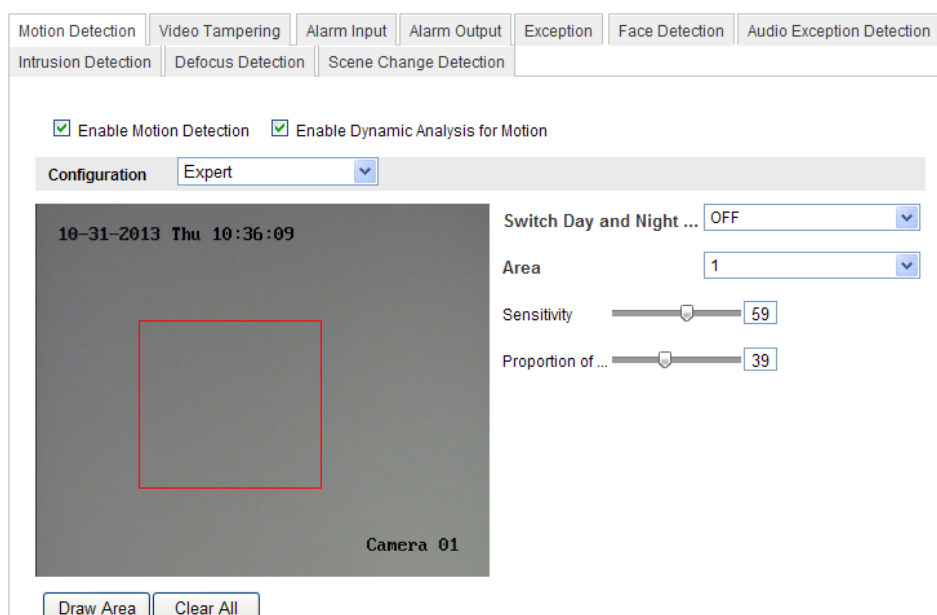 Motion Detection Video Tampering Alarm Input Alarm Output Exception Face Detection Audio Exception Detection
Intrusion Detection Defocus Detection Scene Change Detection
Enable Motion Detection Enable Dynamic Analysis for Motion
Configuration Expert
10-31-2013 Thu 10:36:09
Camera 01
Switch Day and Night ... OFF
Area 1
Sensitivity 59
Proportion of ... 39
Draw Area Clear All